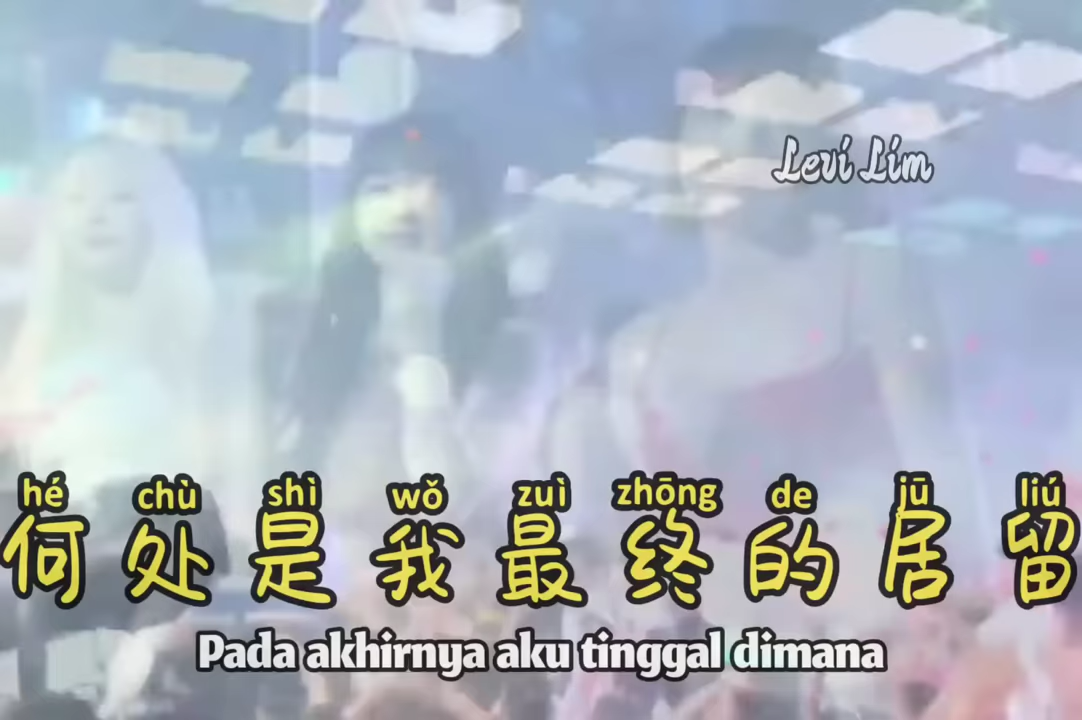 Levi Lim
hé chù shì wǒ zuì zhōng de jū liú
何处是我最终的居留
Pada akhirnya aku tinggal dimana